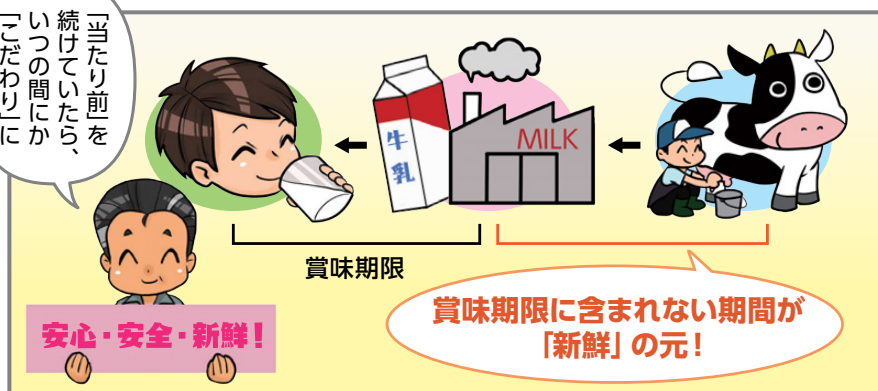 「当たり前」を
続けていたら、
いつの間にか
「こだわり」に
牛乳
MILK
賞味期限
賞味期限に含まれない期間が
「新鮮」の元！
安心・安全・新鮮！